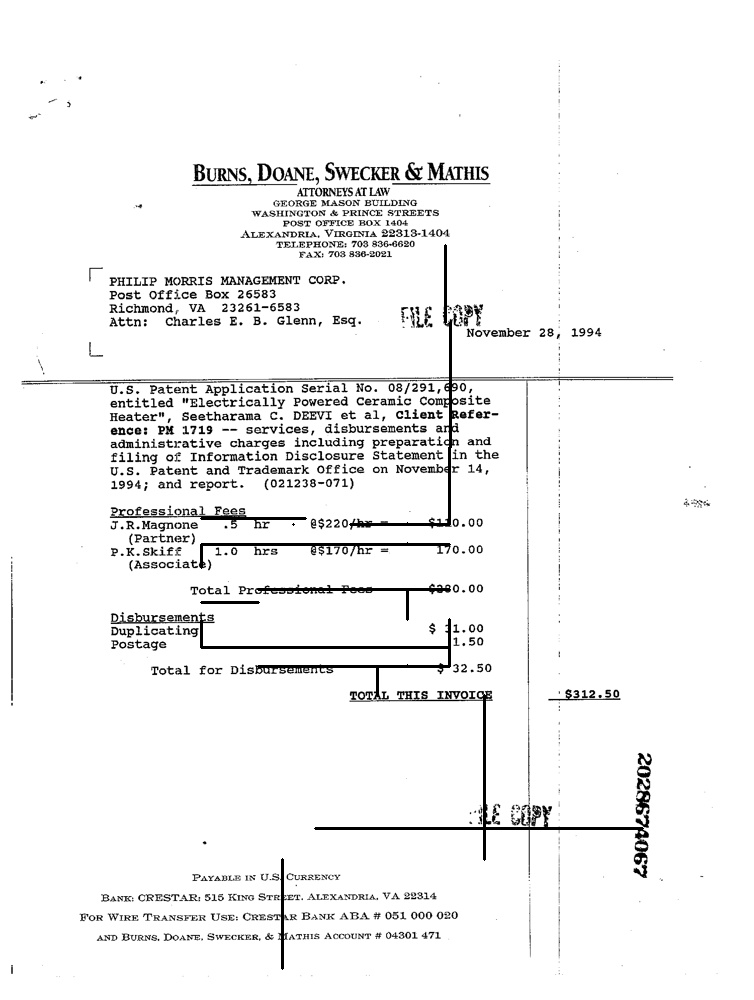 BURNS, DOANE, SWECKER & MATHIS
ATTORNEYS AT LAW
GEORGE MASON BUILDING
WASHINGTON & PRINCE STREETS
POST OFFICE BOX 1404
ALEXANDRIA, VIRGINIA 22313-1404
TELEPHONE: 703 836-6620
FAX: 703 836-2021
PHILIP MORRIS MANAGEMENT CORP.
Post Office Box 26583
Richmond, VA 23261-6583
Attn: Charles E. B. Glenn, Esq.
FILE COPY
November 28, 1994
U.S. Patent Application Serial No. 08/291,690,
entitled "Electrically Powered Ceramic Composite
Heater", Seetharama C. DEEVI et al, Client Refer-
ence: PM 1719 -- services, disbursements and
administrative charges including preparation and
filing of Information Disclosure Statement in the
U.S. Patent and Trademark Office on November 14,
1994; and report. (021238-071)
Professional Fees
J.R.Magnone .5 hr @$220/hr = $110.00
(Partner)
P.K.Skiff 1.0 hrs @$170/hr = 170.00
(Associate)
Total Professional Fees $280.00
Disbursements
Duplicating $ 31.00
Postage 1.50
Total for Disbursements $ 32.50
TOTAL THIS INVOICE $312.50
FILE COPY
2028674067
PAYABLE IN U.S. CURRENCY
BANK: CRESTAR; 515 KING STREET, ALEXANDRIA, VA 22314
FOR WIRE TRANSFER USE: CRESTAR BANK ABA # 051 000 020
AND BURNS, DOANE, SWECKER, & MATHIS ACCOUNT # 04301 471